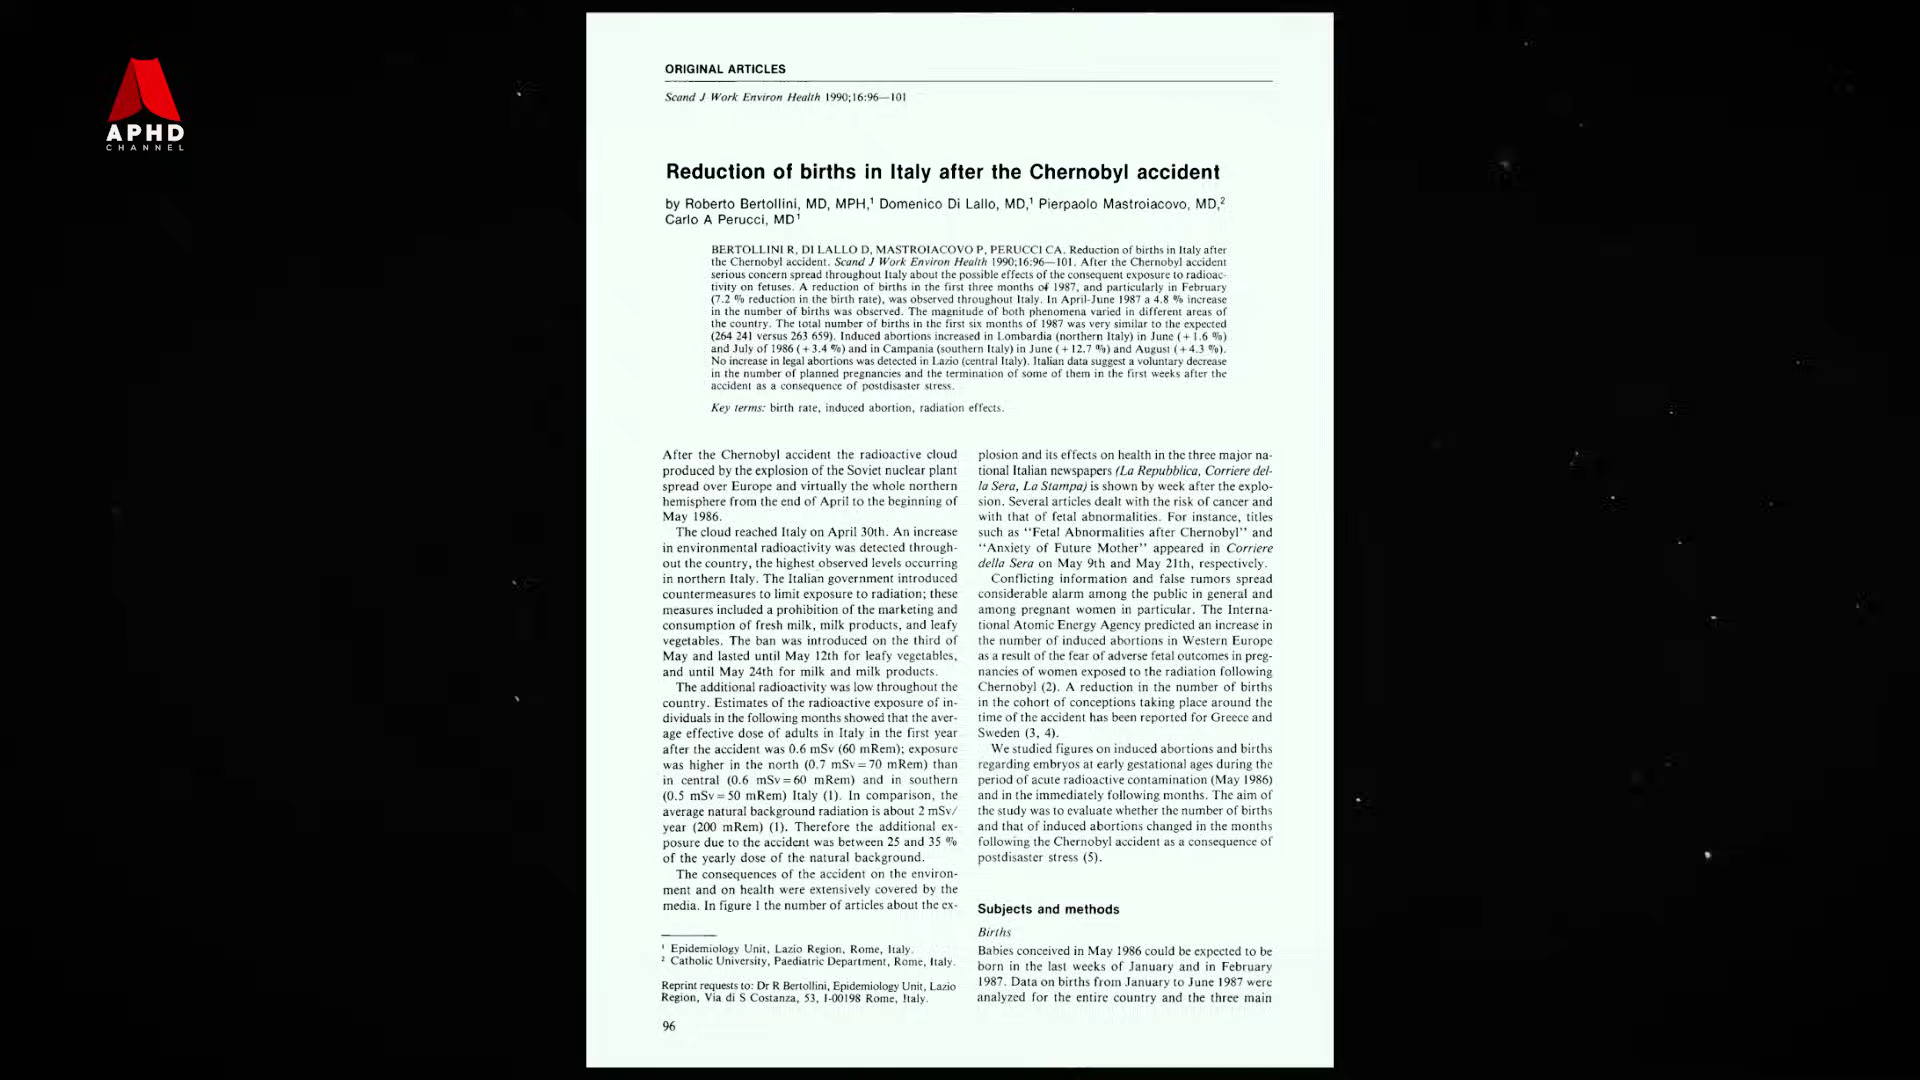 APHD
CHANNEL
ORIGINAL ARTICLES
Scand J Work Environ Health 1990;16:96—101
Reduction of births in Italy after the Chernobyl accident
by Roberto Bertollini, MD, MPH,¹ Domenico Di Lallo, MD,¹ Pierpaolo Mastroiacovo, MD,²
Carlo A Perucci, MD¹
BERTOLLINI R, DI LALLO D, MASTROIACOVO P, PERUCCI CA. Reduction of births in Italy after
the Chernobyl accident. Scand J Work Environ Health 1990;16:96—101. After the Chernobyl accident
serious concern spread throughout Italy about the possible effects of the consequent exposure to radioac-
tivity on fetuses. A reduction of births in the first three months of 1987, and particularly in February
(7.2 % reduction in the birth rate), was observed throughout Italy. In April-June 1987 a 4.8 % increase
in the number of births was observed. The magnitude of both phenomena varied in different areas of
the country. The total number of births in the first six months of 1987 was very similar to the expected
(264 241 versus 263 659). Induced abortions increased in Lombardia (northern Italy) in June (+1.6 %)
and July of 1986 (+3.4 %) and in Campania (southern Italy) in June (+12.7 %) and August (+4.3 %).
No increase in legal abortions was detected in Lazio (central Italy). Italian data suggest a voluntary decrease
in the number of planned pregnancies and the termination of some of them in the first weeks after the
accident as a consequence of postdisaster stress.
Key terms: birth rate, induced abortion, radiation effects.
After the Chernobyl accident the radioactive cloud
produced by the explosion of the Soviet nuclear plant
spread over Europe and virtually the whole northern
hemisphere from the end of April to the beginning of
May 1986.
The cloud reached Italy on April 30th. An increase
in environmental radioactivity was detected through-
out the country, the highest observed levels occurring
in northern Italy. The Italian government introduced
countermeasures to limit exposure to radiation; these
measures included a prohibition of the marketing and
consumption of fresh milk, milk products, and leafy
vegetables. The ban was introduced on the third of
May and lasted until May 12th for leafy vegetables,
and until May 24th for milk and milk products.
The additional radioactivity was low throughout the
country. Estimates of the radioactive exposure of in-
dividuals in the following months showed that the aver-
age effective dose of adults in Italy in the first year
after the accident was 0.6 mSv (60 mRem); exposure
was higher in the north (0.7 mSv=70 mRem) than
in central (0.6 mSv=60 mRem) and in southern
(0.5 mSv=50 mRem) Italy (1). In comparison, the
average natural background radiation is about 2 mSv/
year (200 mRem) (1). Therefore the additional ex-
posure due to the accident was between 25 and 35 %
of the yearly dose of the natural background.
The consequences of the accident on the environ-
ment and on health were extensively covered by the
media. In figure 1 the number of articles about the ex-
¹ Epidemiology Unit, Lazio Region, Rome, Italy.
² Catholic University, Paediatric Department, Rome, Italy.
Reprint requests to: Dr R Bertollini, Epidemiology Unit, Lazio
Region, Via di S Costanza, 53, I-00198 Rome, Italy.
96
plosion and its effects on health in the three major na-
tional Italian newspapers (La Repubblica, Corriere del-
la Sera, La Stampa) is shown by week after the explo-
sion. Several articles dealt with the risk of cancer and
with that of fetal abnormalities. For instance, titles
such as "Fetal Abnormalities after Chernobyl" and
"Anxiety of Future Mother" appeared in Corriere
della Sera on May 9th and May 21th, respectively.
Conflicting information and false rumors spread
considerable alarm among the public in general and
among pregnant women in particular. The Interna-
tional Atomic Energy Agency predicted an increase in
the number of induced abortions in Western Europe
as a result of the fear of adverse fetal outcomes in preg-
nancies of women exposed to the radiation following
Chernobyl (2). A reduction in the number of births
in the cohort of conceptions taking place around the
time of the accident has been reported for Greece and
Sweden (3, 4).
We studied figures on induced abortions and births
regarding embryos at early gestational ages during the
period of acute radioactive contamination (May 1986)
and in the immediately following months. The aim of
the study was to evaluate whether the number of births
and that of induced abortions changed in the months
following the Chernobyl accident as a consequence of
postdisaster stress (5).
Subjects and methods
Births
Babies conceived in May 1986 could be expected to be
born in the last weeks of January and in February
1987. Data on births from January to June 1987 were
analyzed for the entire country and the three main